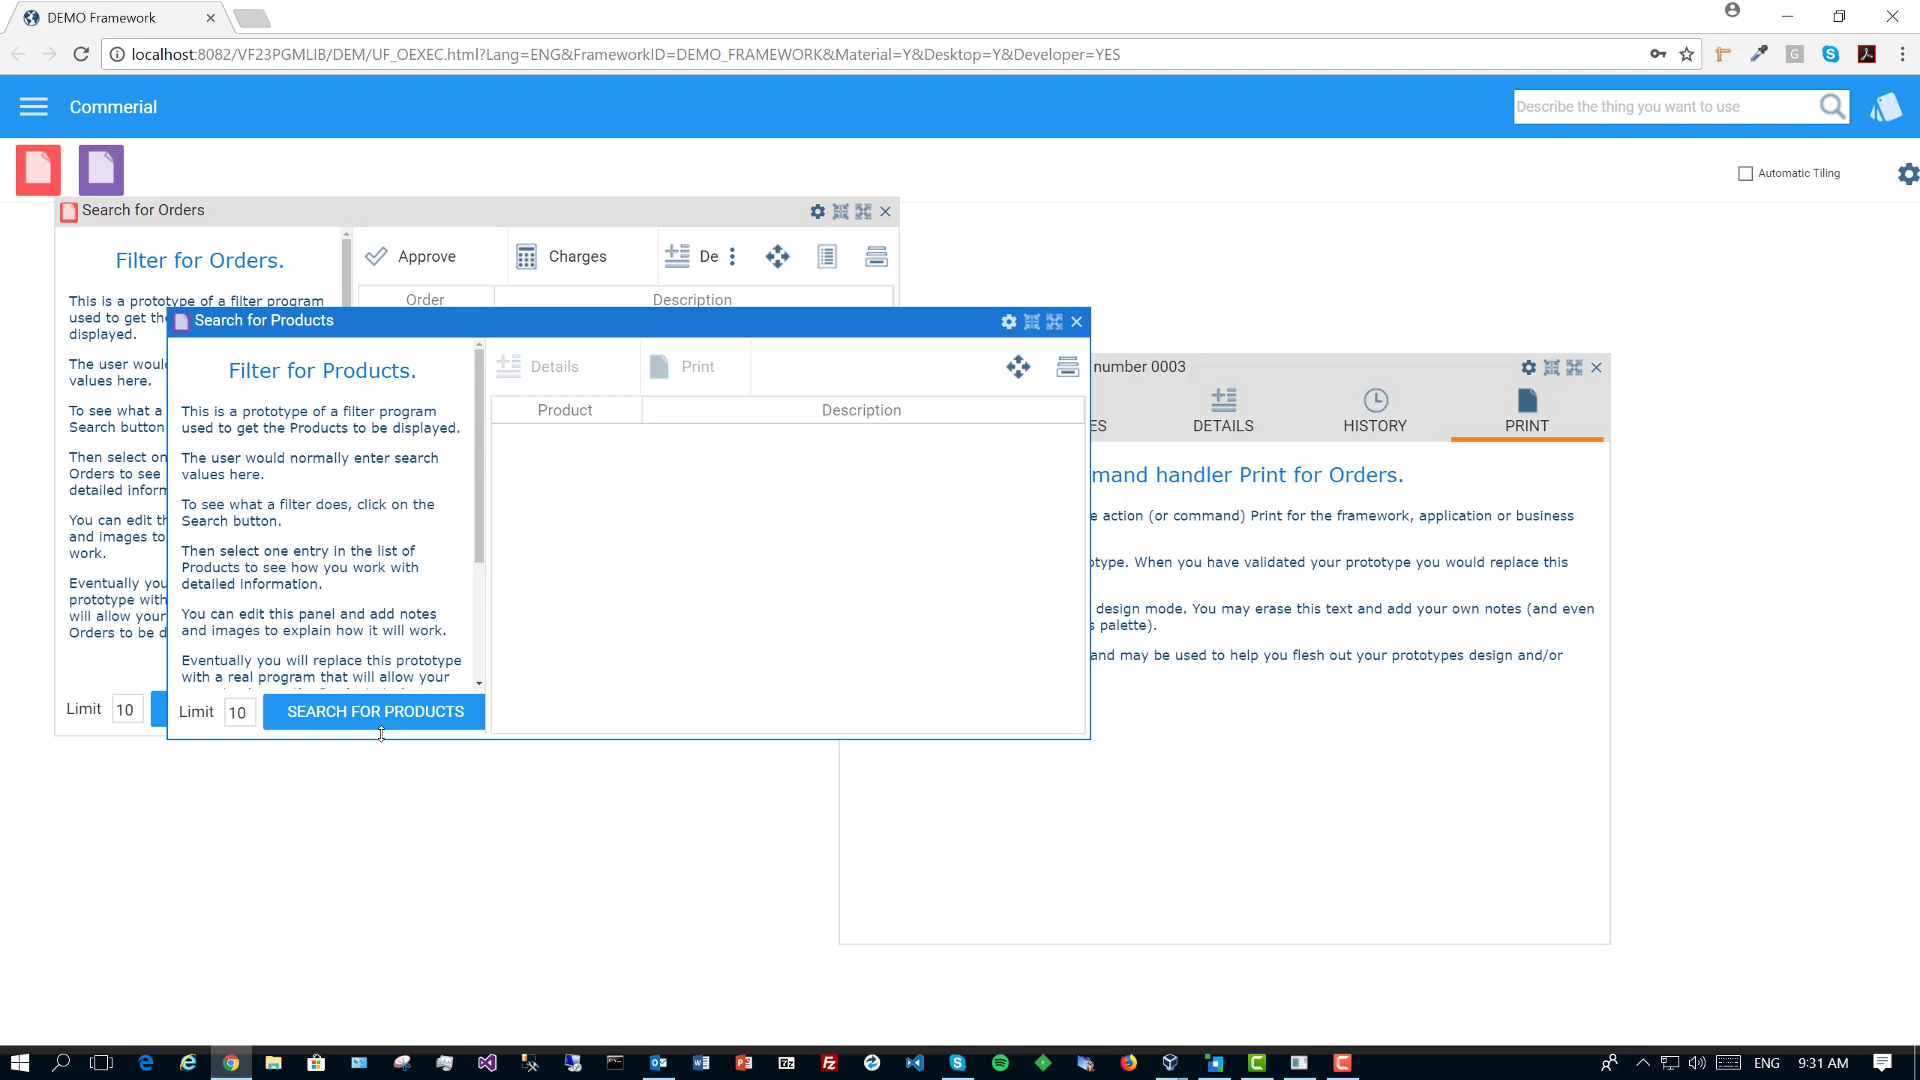 DEMO Framework
localhost:8082/VF23PGMLIB/DEM/UF_OEXEC.html?Lang=ENG&FrameworkID=DEMO_FRAMEWORK&Material=Y&Desktop=Y&Developer=YES
Commerial
Describe the thing you want to use
Automatic Tiling
Search for Orders
Filter for Orders.
This is a prototype of a filter program
used to get th
displayed.
The user woul
values here.
To see what a
Search button
Then select on
Orders to see
detailed inform
You can edit th
and images to
work.
Eventually you
prototype with
will allow your
Orders to be d
Limit 10
Approve
Charges
De
Order
Description
Search for Products
Filter for Products.
This is a prototype of a filter program
used to get the Products to be displayed.
The user would normally enter search
values here.
To see what a filter does, click on the
Search button.
Then select one entry in the list of
Products to see how you work with
detailed information.
You can edit this panel and add notes
and images to explain how it will work.
Eventually you will replace this prototype
with a real program that will allow your
Limit 10
SEARCH FOR PRODUCTS
Details
Print
Product
Description
number 0003
ES
DETAILS
HISTORY
PRINT
mand handler Print for Orders.
e action (or command) Print for the framework, application or business
otype. When you have validated your prototype you would replace this
design mode. You may erase this text and add your own notes (and even
s palette).
and may be used to help you flesh out your prototypes design and/or
ENG
9:31 AM